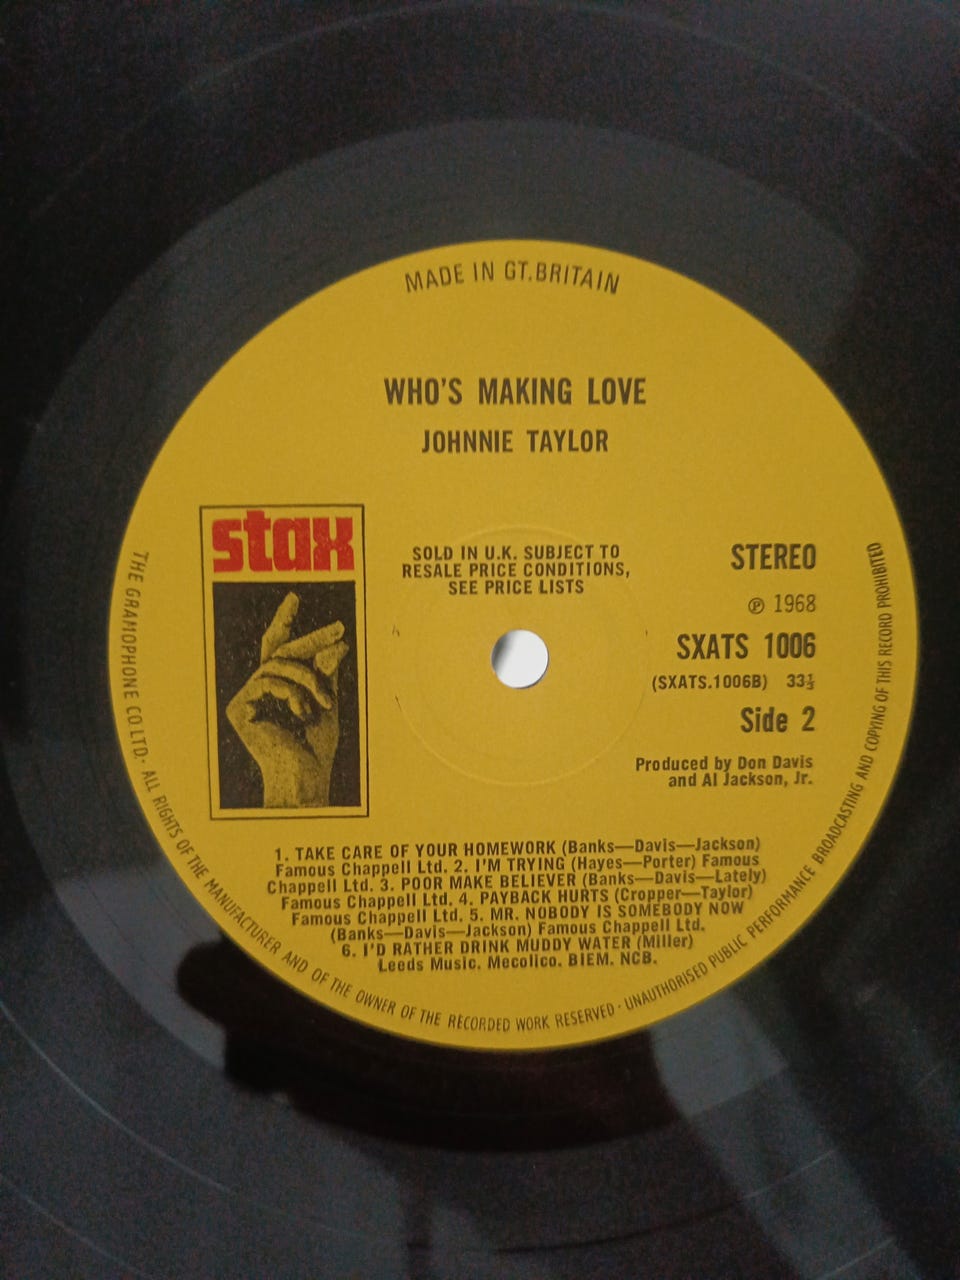 MADE IN GT. BRITAIN
WHO'S MAKING LOVE
JOHNNIE TAYLOR
stax
SOLD IN U.K. SUBJECT TO
RESALE PRICE CONDITIONS,
SEE PRICE LISTS
STEREO
℗ 1968
SXATS 1006
(SXATS.1006B) 33⅓
Side 2
Produced by Don Davis
and Al Jackson, Jr.
1. TAKE CARE OF YOUR HOMEWORK (Banks—Davis—Jackson)
Famous Chappell Ltd. 2. I'M TRYING (Hayes—Porter) Famous
Chappell Ltd. 3. POOR MAKE BELIEVER (Banks—Davis—Lately)
Famous Chappell Ltd. 4. PAYBACK HURTS (Cropper—Taylor)
Famous Chappell Ltd. 5. MR. NOBODY IS SOMEBODY NOW
(Banks—Davis—Jackson) Famous Chappell Ltd.
6. I'D RATHER DRINK MUDDY WATER (Miller)
Leeds Music. Mecolico. BIEM. NCB.
THE GRAMOPHONE CO LTD· ALL RIGHTS OF THE MANUFACTURER AND OF THE OWNER OF THE RECORDED WORK RESERVED · UNAUTHORISED PUBLIC PERFORMANCE BROADCASTING AND COPYING OF THIS RECORD PROHIBITED